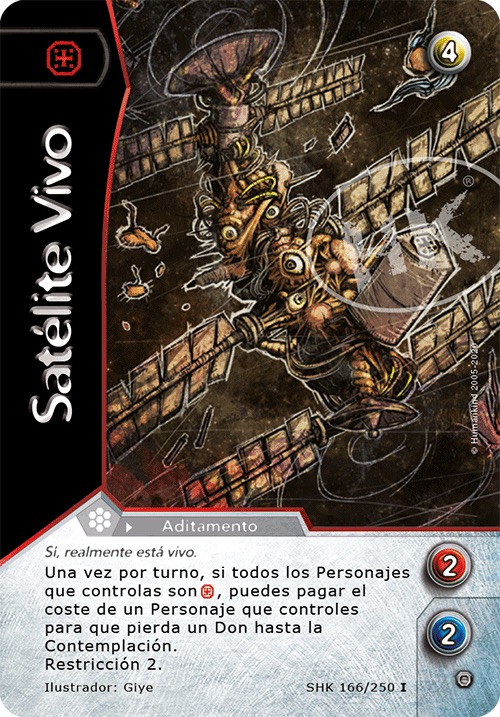 4
Satélite Vivo
HK
®
© Humankind 2005-2020
Aditamento
Si, realmente está vivo.
Una vez por turno, si todos los Personajes
que controlas son , puedes pagar el
coste de un Personaje que controles
para que pierda un Don hasta la
Contemplación.
Restricción 2.
2
2
Ilustrador: Giye
SHK 166/250 I